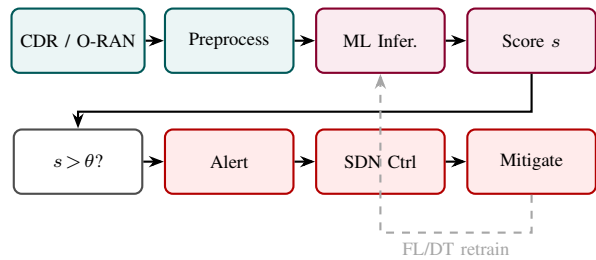 CDR / O-RAN
Preprocess
ML Infer.
Score s
s > θ?
Alert
SDN Ctrl
Mitigate
FL/DT retrain